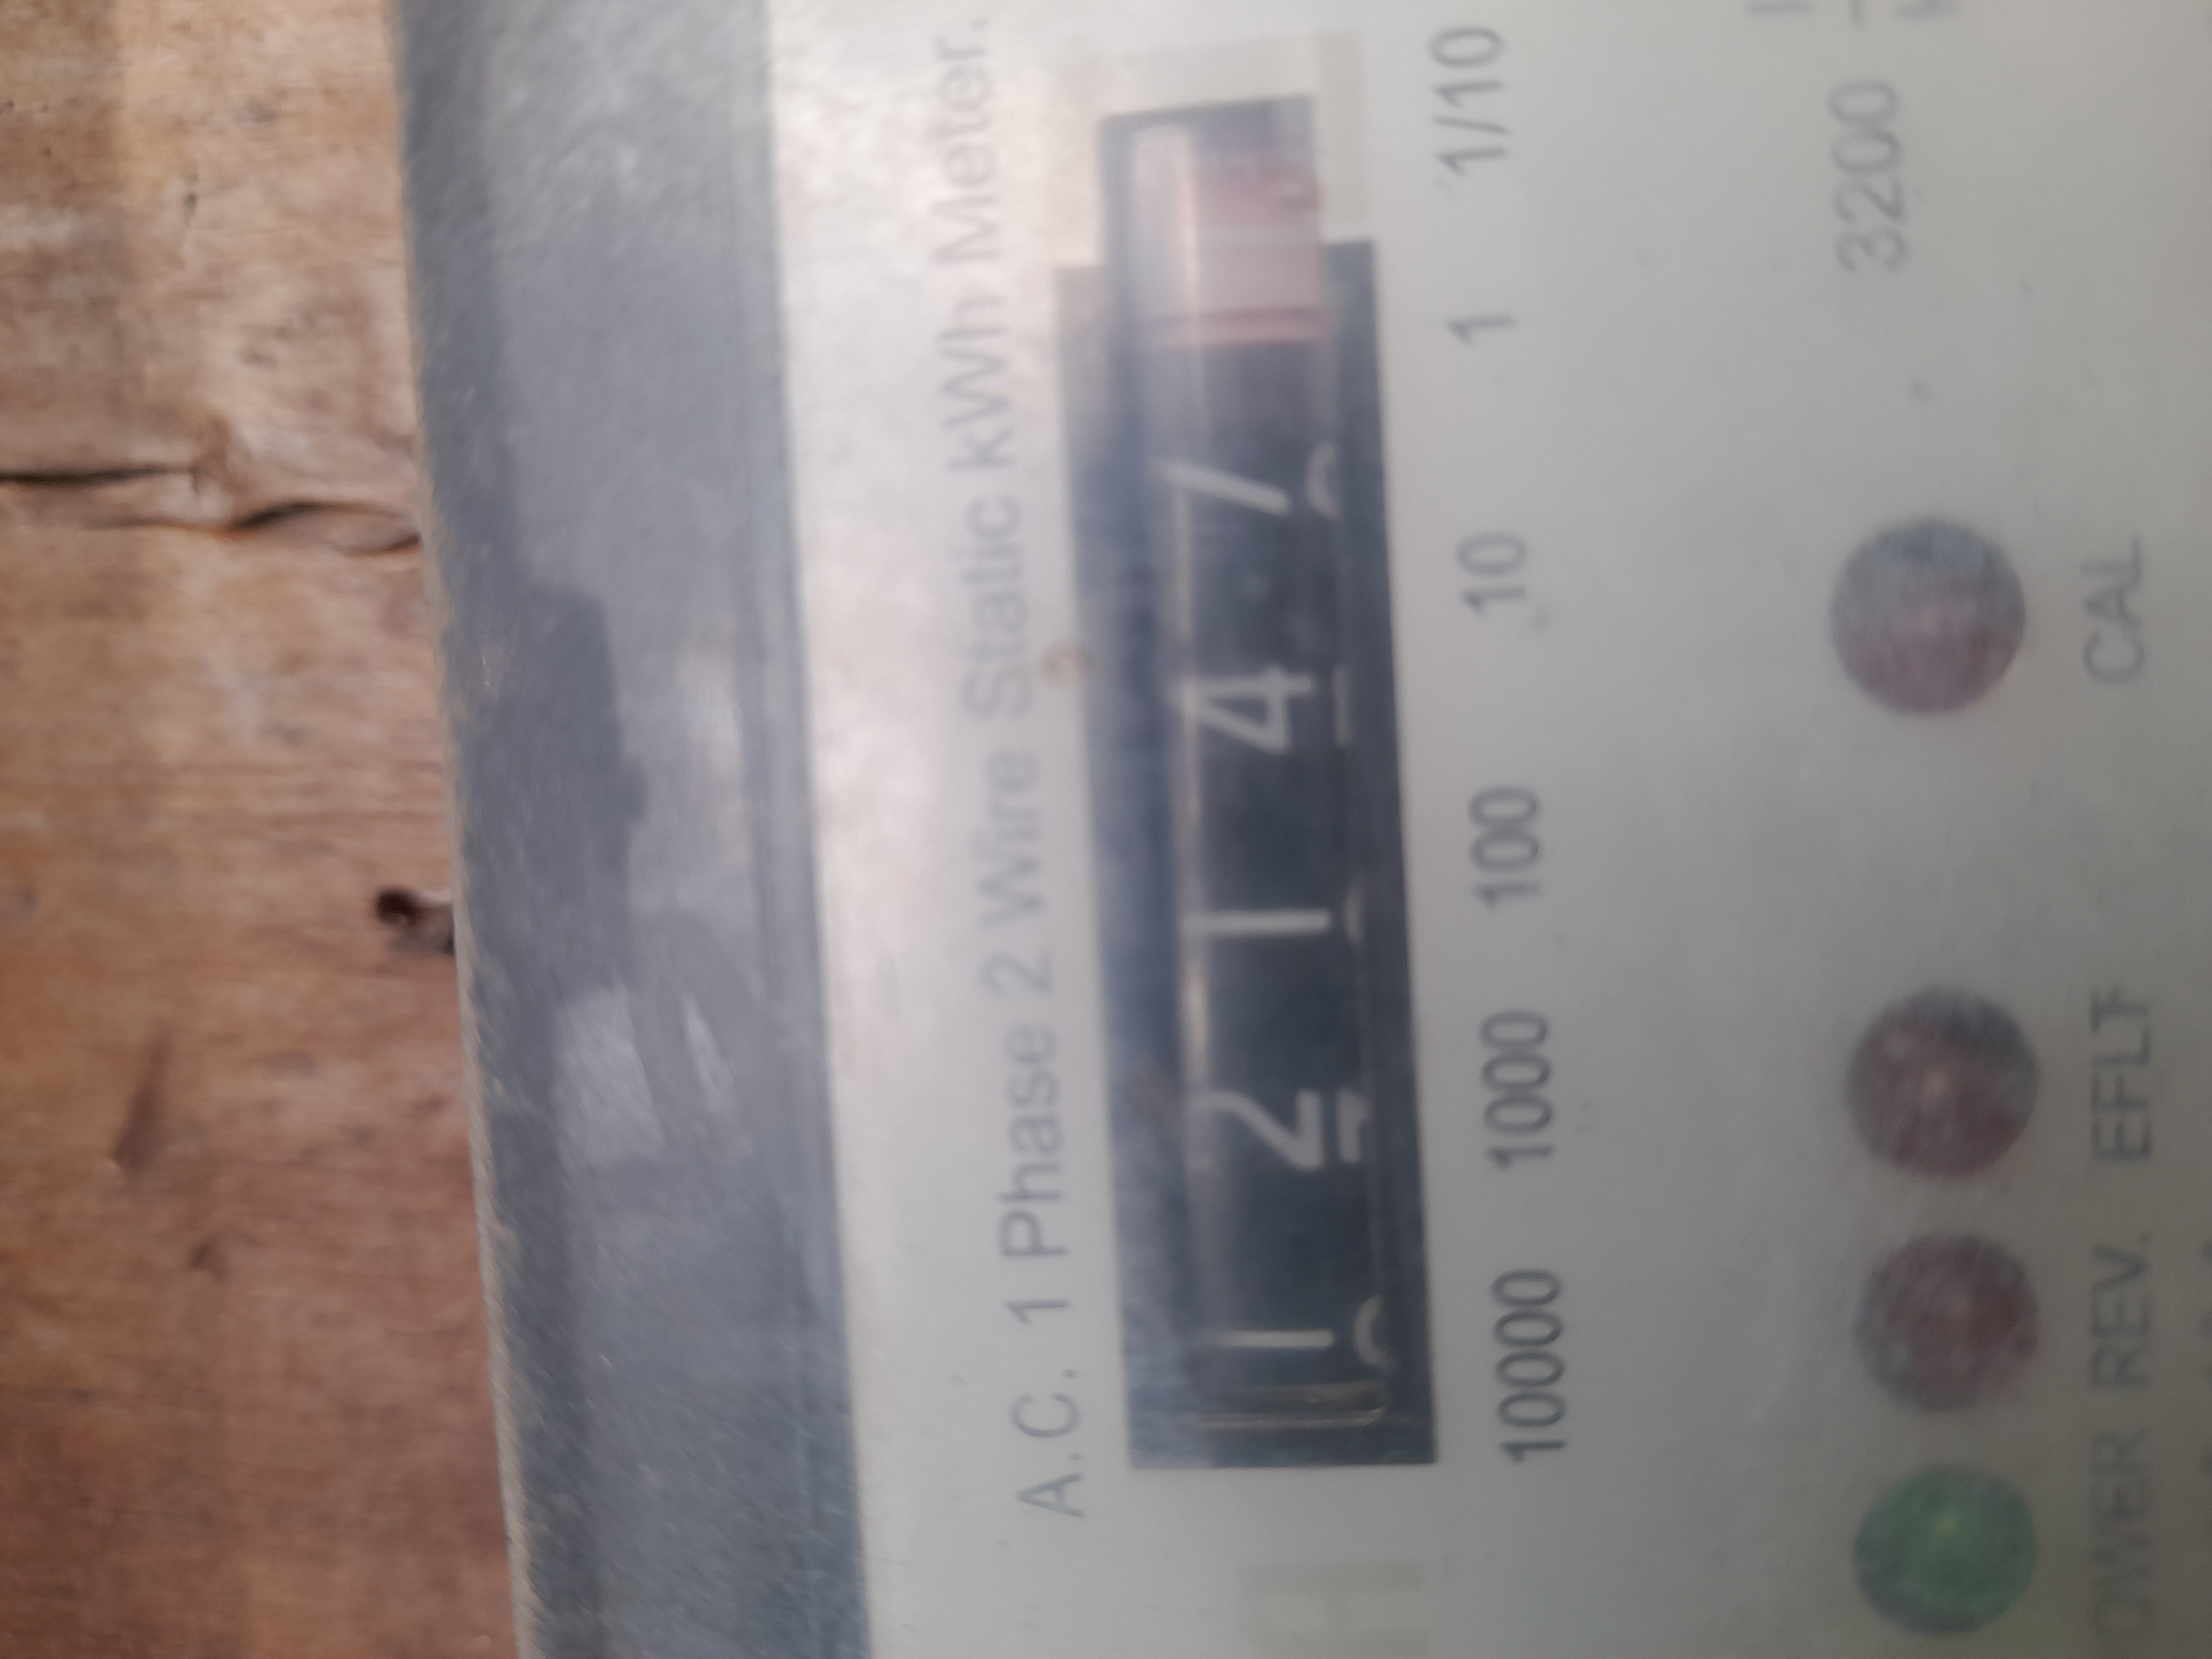 A.C. 1 Phase 2 Wire Static kWh Meter.
1 2 1 4 7
10000 1000 100 10 1 1/10
3200
REV. EFLT CAL